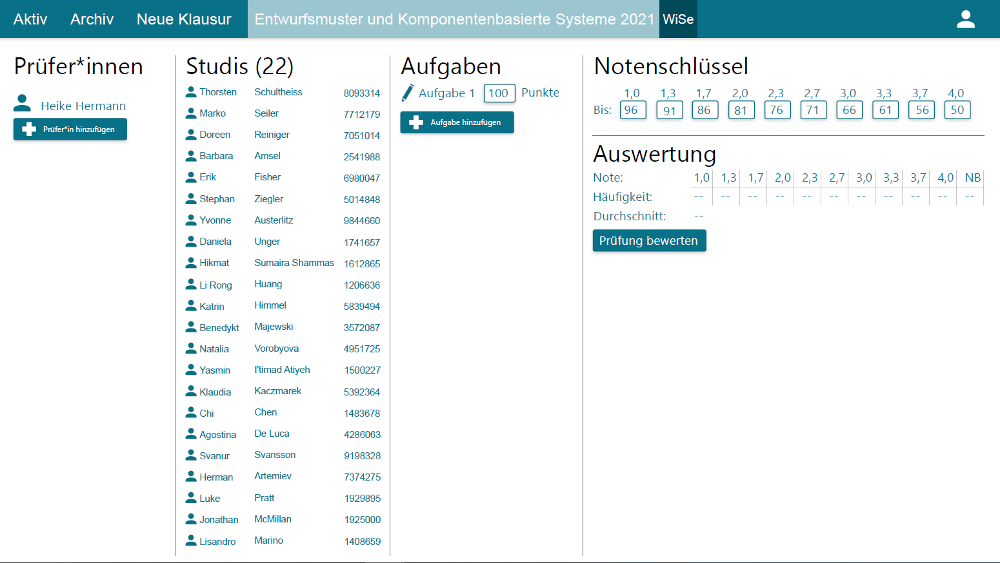 Aktiv Archiv Neue Klausur Entwurfsmuster und Komponentenbasierte Systeme 2021 WiSe
Prüfer*innen
Heike Hermann
Prüfer*in hinzufügen
Studis (22)
Thorsten Schultheiss 8093314
Marko Seiler 7712179
Doreen Reiniger 7051014
Barbara Amsel 2541988
Erik Fisher 6980047
Stephan Ziegler 5014848
Yvonne Austerlitz 9844660
Daniela Unger 1741657
Hikmat Sumaira Shammas 1612865
Li Rong Huang 1206636
Katrin Himmel 5839494
Benedykt Majewski 3572087
Natalia Vorobyova 4951725
Yasmin I'timad Atiyeh 1500227
Klaudia Kaczmarek 5392364
Chi Chen 1483678
Agostina De Luca 4286063
Svanur Svansson 9198328
Herman Artemiev 7374275
Luke Pratt 1929895
Jonathan McMillan 1925000
Lisandro Marino 1408659
Aufgaben
Aufgabe 1 100 Punkte
Aufgabe hinzufügen
Notenschlüssel
1,0 1,3 1,7 2,0 2,3 2,7 3,0 3,3 3,7 4,0
Bis: 96 91 86 81 76 71 66 61 56 50
Auswertung
Note: 1,0 1,3 1,7 2,0 2,3 2,7 3,0 3,3 3,7 4,0 NB
Häufigkeit: -- -- -- -- -- -- -- -- -- -- --
Durchschnitt: --
Prüfung bewerten